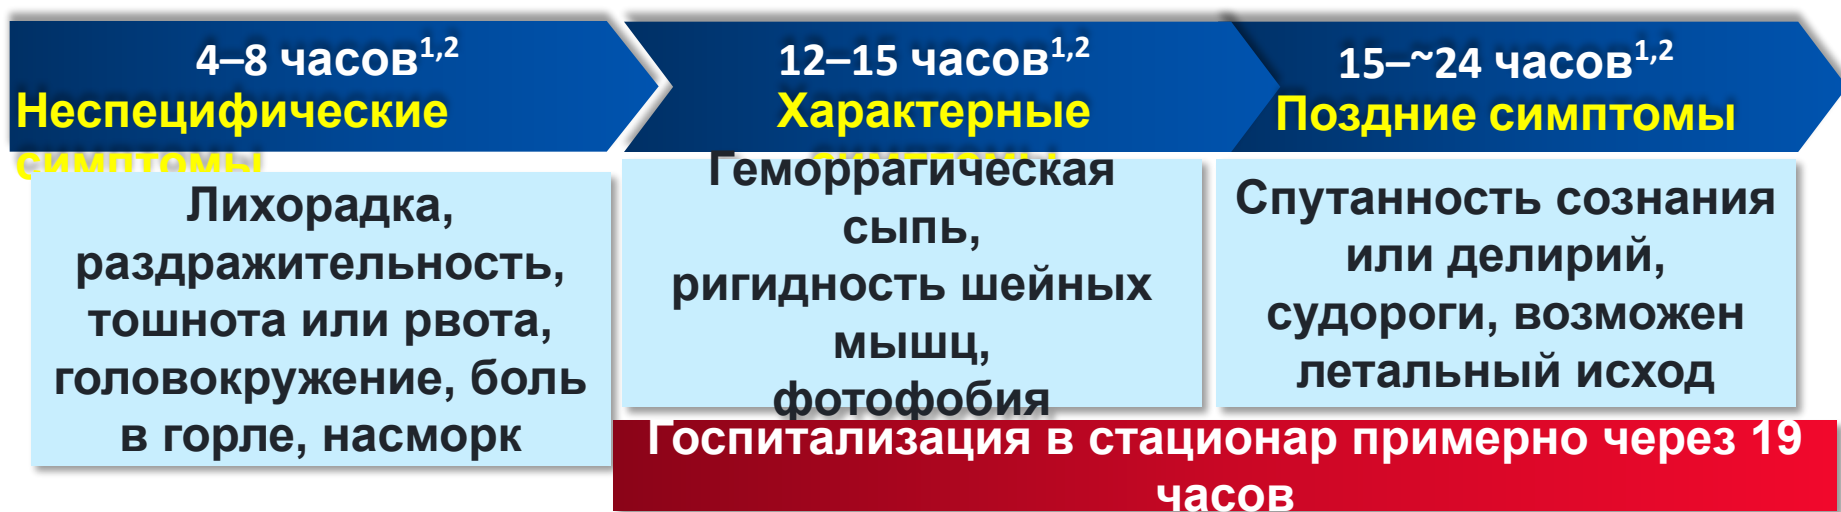 4–8 часов1,2
Неспецифические
симптомы
Лихорадка,
раздражительность,
тошнота или рвота,
головокружение, боль
в горле, насморк
12–15 часов1,2
Характерные
симптомы
Геморрагическая
сыпь,
ригидность шейных
мышц,
фотофобия
15–~24 часов1,2
Поздние симптомы
Спутанность сознания
или делирий,
судороги, возможен
летальный исход
Госпитализация в стационар примерно через 19
часов